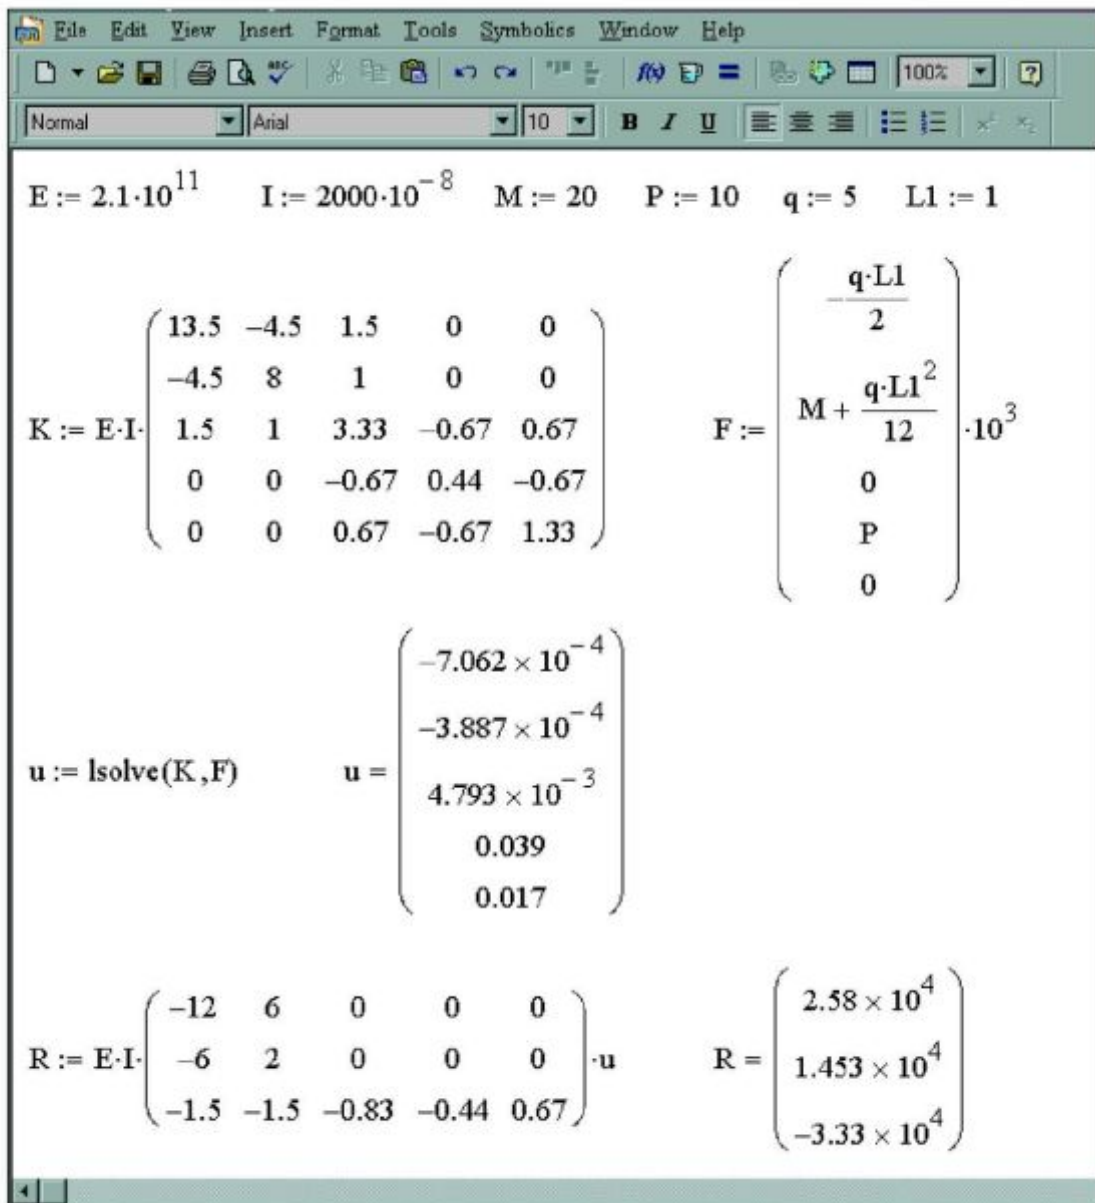 File Edit View Insert Format Tools Symbolics Window Help
100%
Normal Arial 10 B I U
E := 2.1·10^11 I := 2000·10^-8 M := 20 P := 10 q := 5 L1 := 1
K := E·I·
13.5 -4.5 1.5 0 0
-4.5 8 1 0 0
1.5 1 3.33 -0.67 0.67
0 0 -0.67 0.44 -0.67
0 0 0.67 -0.67 1.33
F :=
-q·L1/2
M + q·L1^2/12
0
P
0
·10^3
u := lsolve(K,F)
u =
-7.062 × 10^-4
-3.887 × 10^-4
4.793 × 10^-3
0.039
0.017
R := E·I·
-12 6 0 0 0
-6 2 0 0 0
-1.5 -1.5 -0.83 -0.44 0.67
·u
R =
2.58 × 10^4
1.453 × 10^4
-3.33 × 10^4